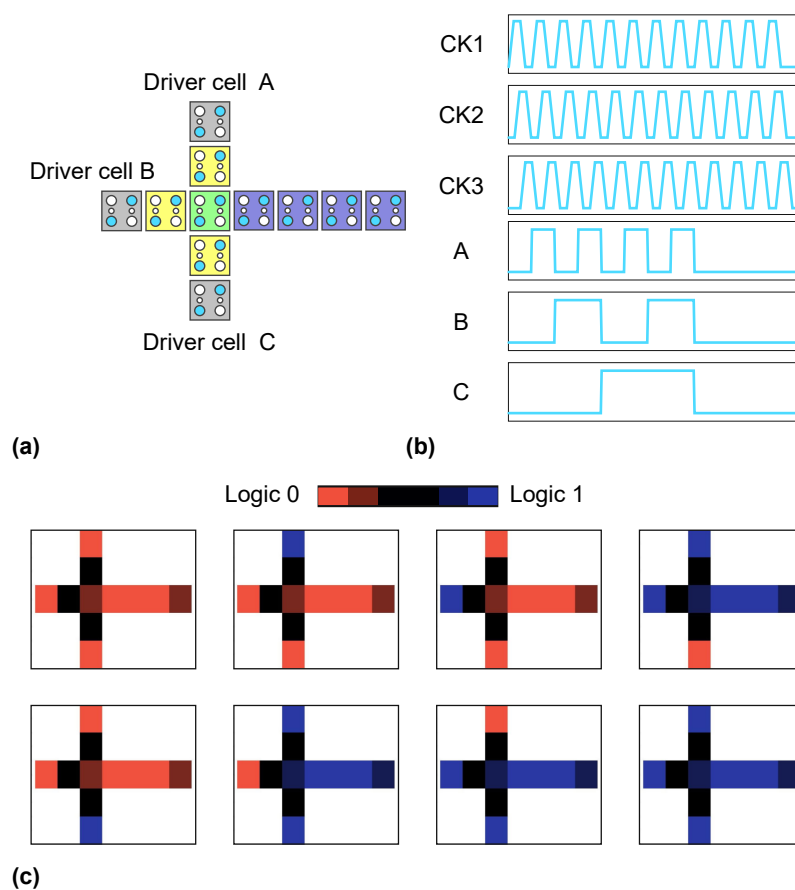 Driver cell A
Driver cell B
Driver cell C
(a)
CK1
CK2
CK3
A
B
C
(b)
Logic 0
Logic 1
(c)